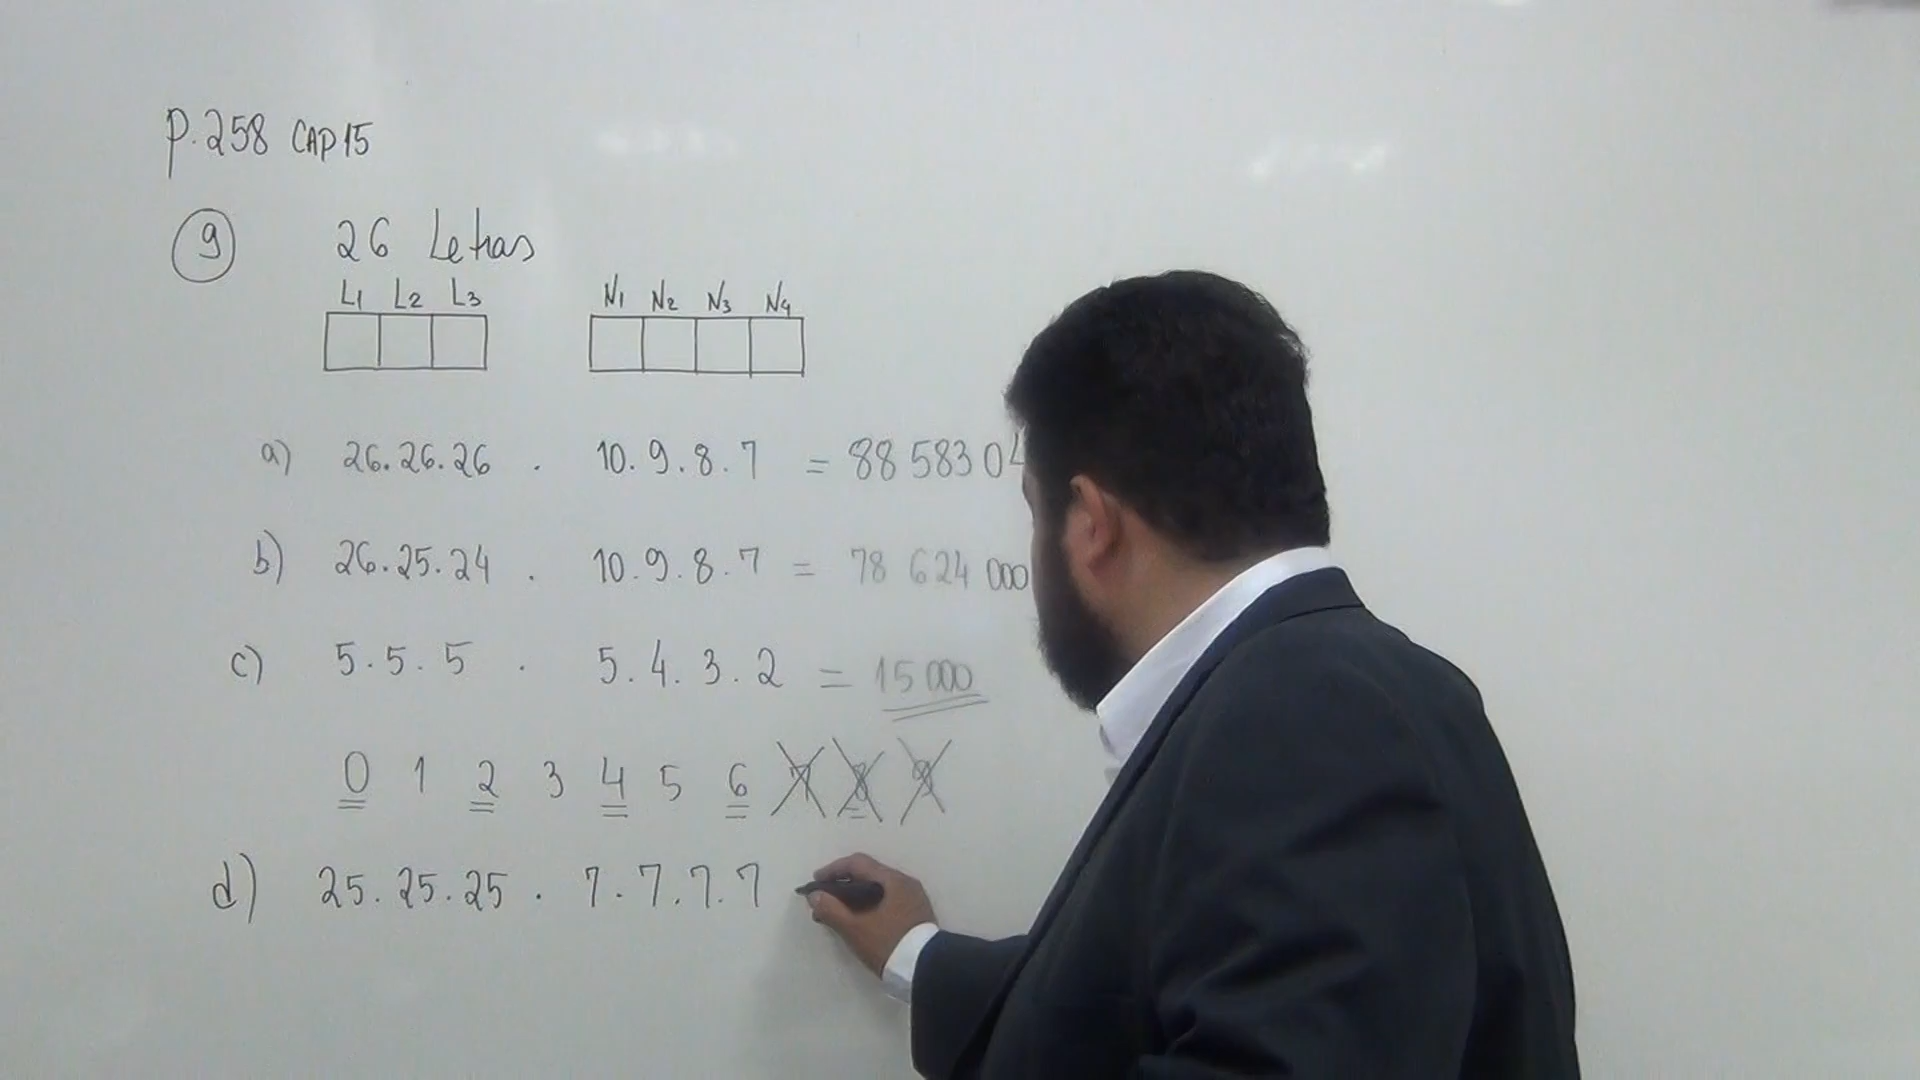 P.258 CAP15
9 26 Letras
L1 L2 L3 N1 N2 N3 N4
a) 26.26.26 . 10.9.8.7 = 88 583 04
b) 26.25.24 . 10.9.8.7 = 78 624 000
c) 5.5.5 . 5.4.3.2 = 15 000
0 1 2 3 4 5 6 7 8 9
d) 25.25.25 . 7.7.7.7